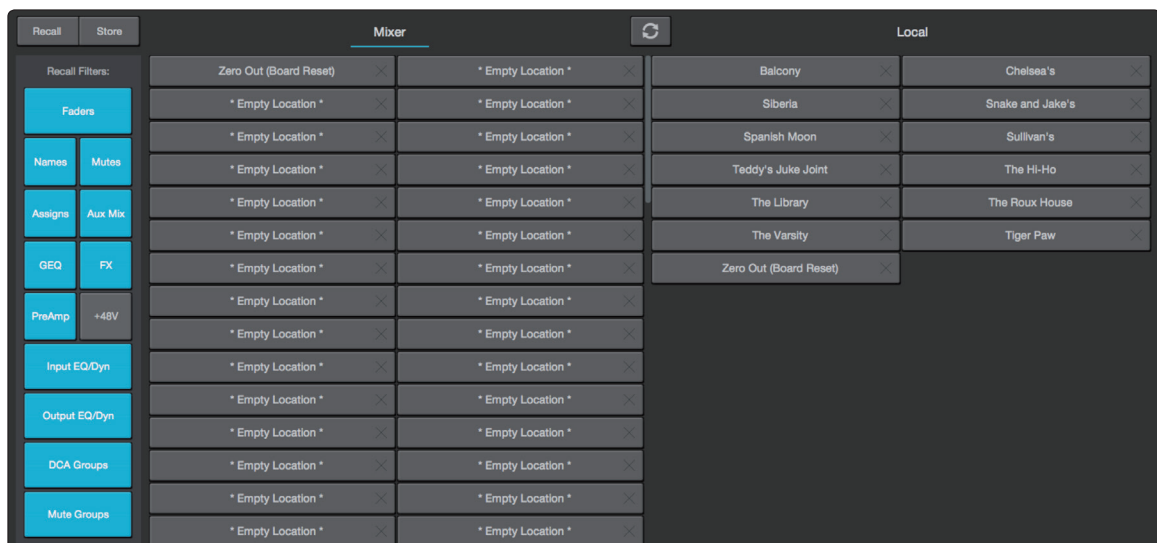 Recall Store Mixer Local
Recall Filters:
Zero Out (Board Reset) * Empty Location * Balcony Chelsea's
Faders
* Empty Location * * Empty Location * Siberia Snake and Jake's
* Empty Location * * Empty Location * Spanish Moon Sullivan's
Names Mutes
* Empty Location * * Empty Location * Teddy's Juke Joint The Hi-Ho
Assigns Aux Mix
* Empty Location * * Empty Location * The Library The Roux House
* Empty Location * * Empty Location * The Varsity Tiger Paw
GEQ FX
* Empty Location * * Empty Location * Zero Out (Board Reset)
* Empty Location * * Empty Location *
PreAmp +48V
* Empty Location * * Empty Location *
Input EQ/Dyn
* Empty Location * * Empty Location *
* Empty Location * * Empty Location *
Output EQ/Dyn
* Empty Location * * Empty Location *
DCA Groups
* Empty Location * * Empty Location *
* Empty Location * * Empty Location *
Mute Groups
* Empty Location * * Empty Location *